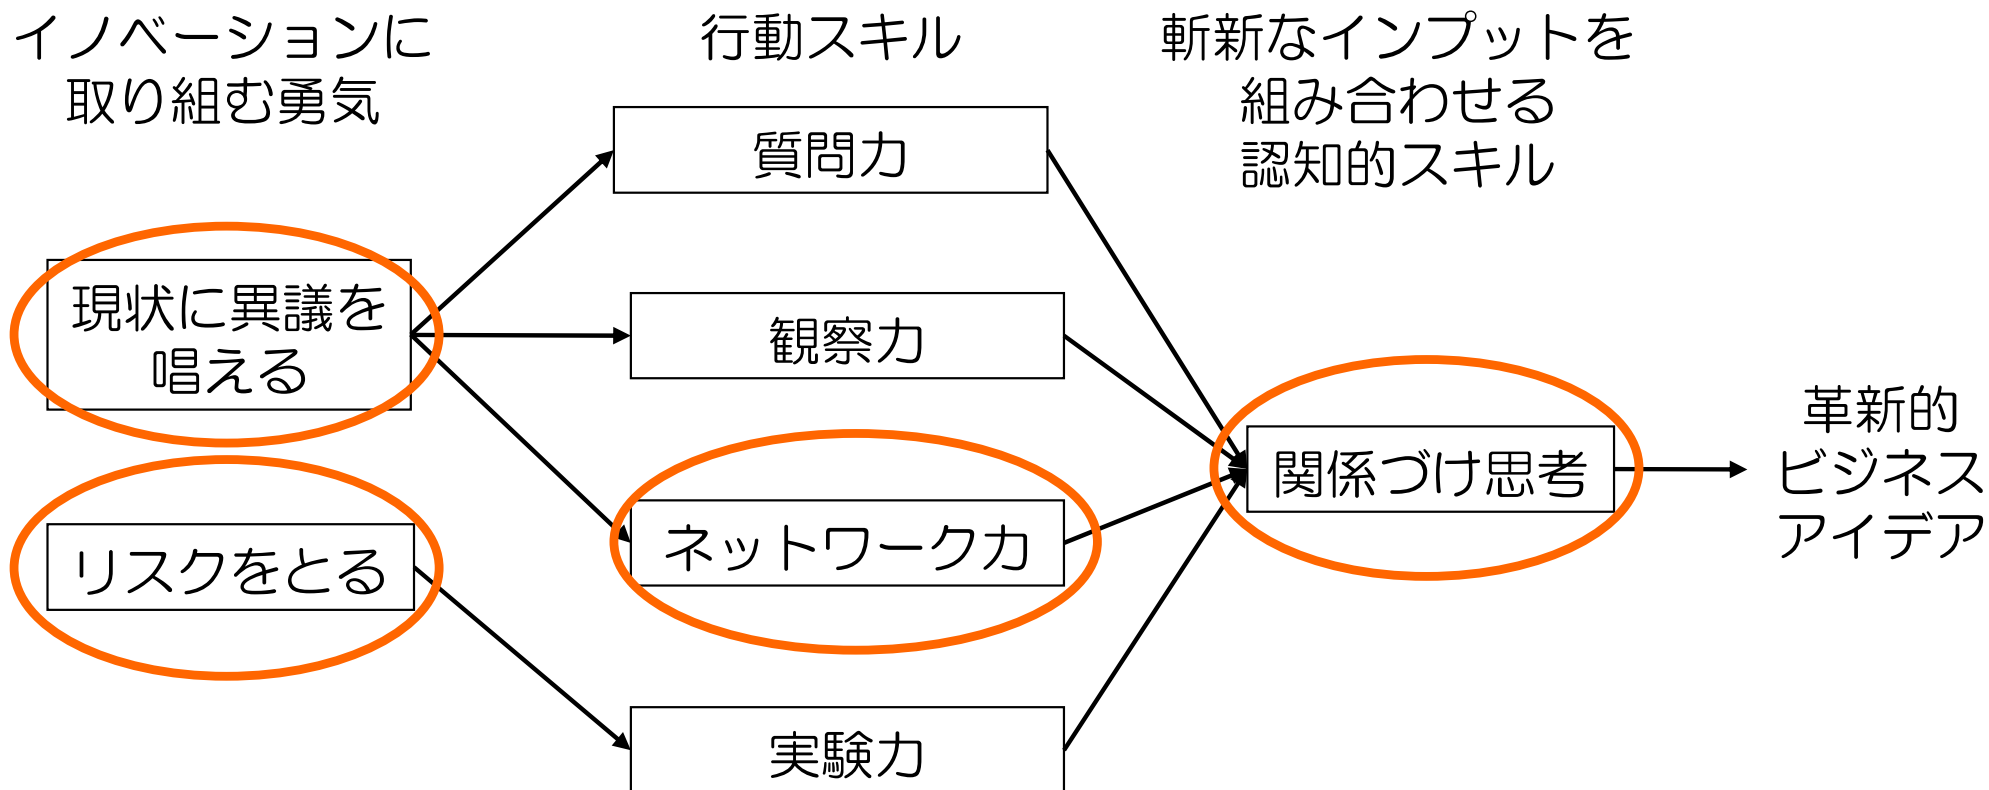 イノベーションに
取り組む勇気
行動スキル
斬新なインプットを
組み合わせる
認知的スキル
質問力
現状に異議を
唱える
観察力
関係づけ思考
革新的
ビジネス
アイデア
ネットワーク力
リスクをとる
実験力